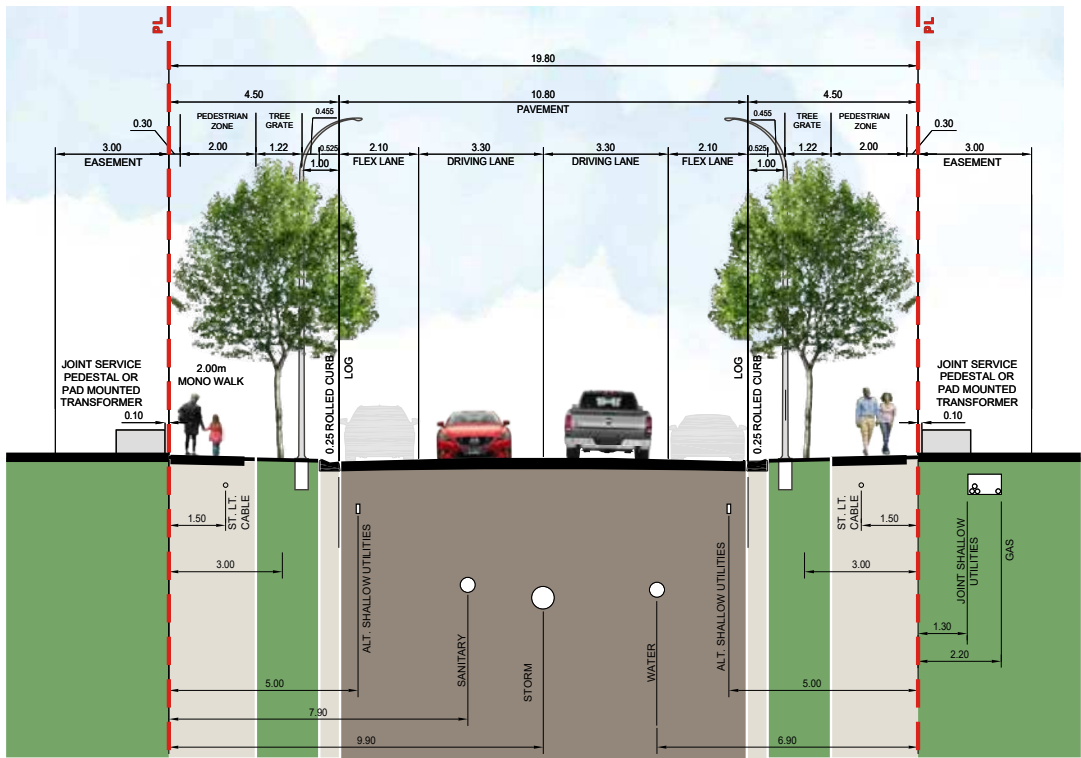 PL
PL
19.80
4.50
10.80
4.50
PAVEMENT
0.30
PEDESTRIAN
ZONE
TREE
GRATE
0.455
0.455
TREE
GRATE
PEDESTRIAN
ZONE
0.30
3.00
2.00
1.22
0.525
2.10
3.30
3.30
2.10
0.525
1.22
2.00
3.00
EASEMENT
1.00
FLEX LANE
DRIVING LANE
DRIVING LANE
FLEX LANE
1.00
EASEMENT
JOINT SERVICE
PEDESTAL OR
PAD MOUNTED
TRANSFORMER
0.10
2.00m
MONO WALK
0.25 ROLLED CURB
LOG
LOG
0.25 ROLLED CURB
JOINT SERVICE
PEDESTAL OR
PAD MOUNTED
TRANSFORMER
0.10
1.50
ST. LT.
CABLE
ST. LT.
CABLE
1.50
3.00
3.00
ALT. SHALLOW UTILITIES
SANITARY
STORM
WATER
ALT. SHALLOW UTILITIES
JOINT SHALLOW
UTILITIES
GAS
1.30
2.20
5.00
5.00
7.90
9.90
6.90